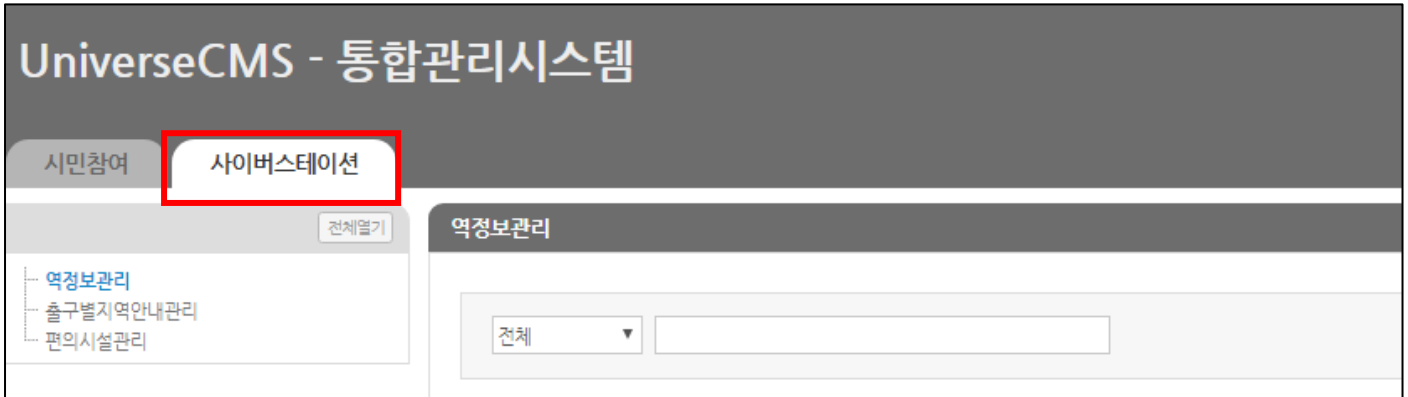 UniverseCMS - 통합관리시스템
시민참여 사이버스테이션
전체열기
역정보관리
출구별지역안내관리
편의시설관리
역정보관리
전체